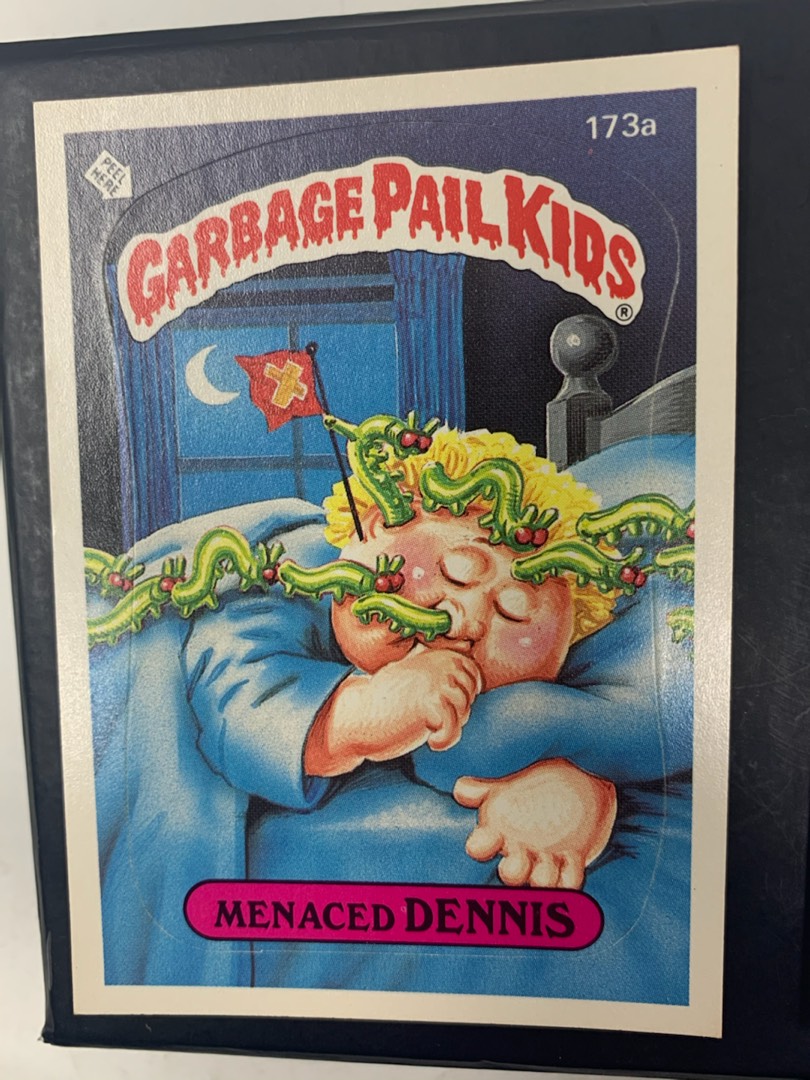 173a
PEEL
HERE
GARBAGE PAIL KIDS
®
MENACED DENNIS